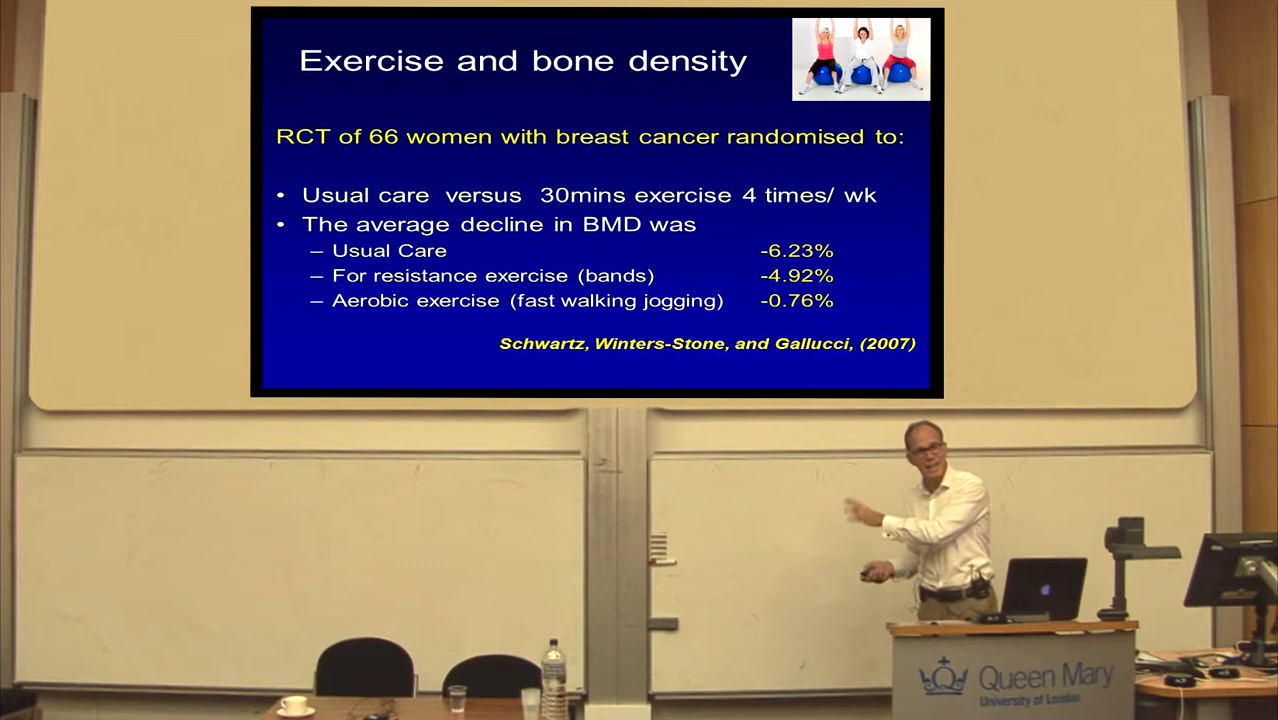 Exercise and bone density
RCT of 66 women with breast cancer randomised to:
• Usual care versus 30mins exercise 4 times/ wk
• The average decline in BMD was
– Usual Care -6.23%
– For resistance exercise (bands) -4.92%
– Aerobic exercise (fast walking jogging) -0.76%
Schwartz, Winters-Stone, and Gallucci, (2007)
Queen Mary
University of London